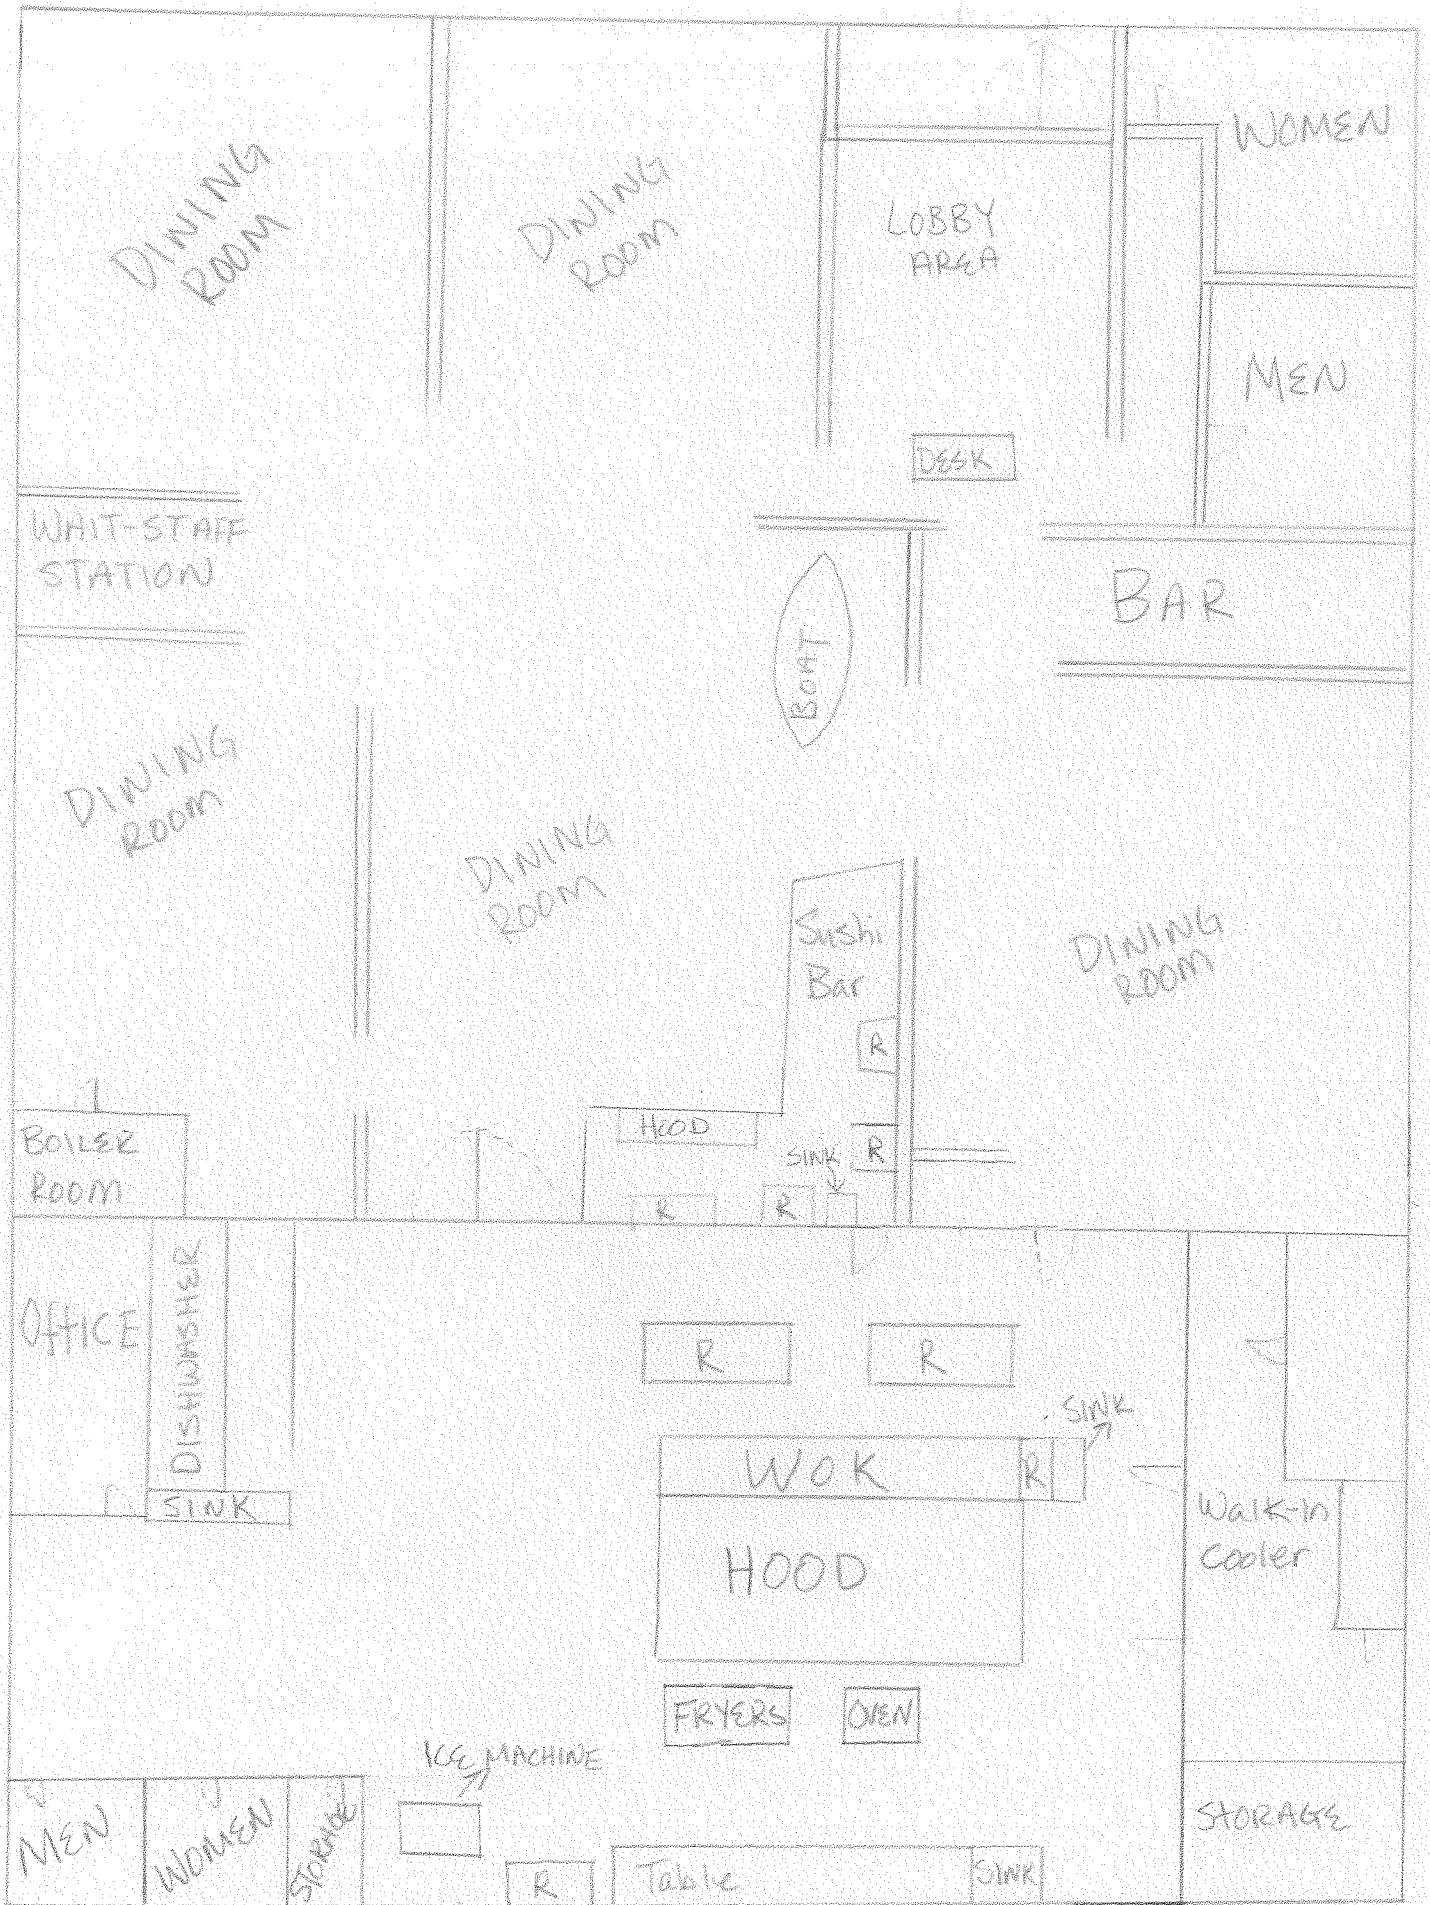 WOMEN
DINING
ROOM
DINING
ROOM
LOBBY
AREA
MEN
DESK
WAIT-STAFF
STATION
BAR
BOAT
DINING
ROOM
DINING
ROOM
Sushi
Bar
DINING
ROOM
R
BOILER
ROOM
HOOD
SINK
R
R
R
OFFICE
DISHWASHER
R
R
SINK
WOK
R
SINK
HOOD
Walk-in
Cooler
FRYERS
OVEN
ICE MACHINE
MEN
WOMEN
STORAGE
STORAGE
R
Table
SINK